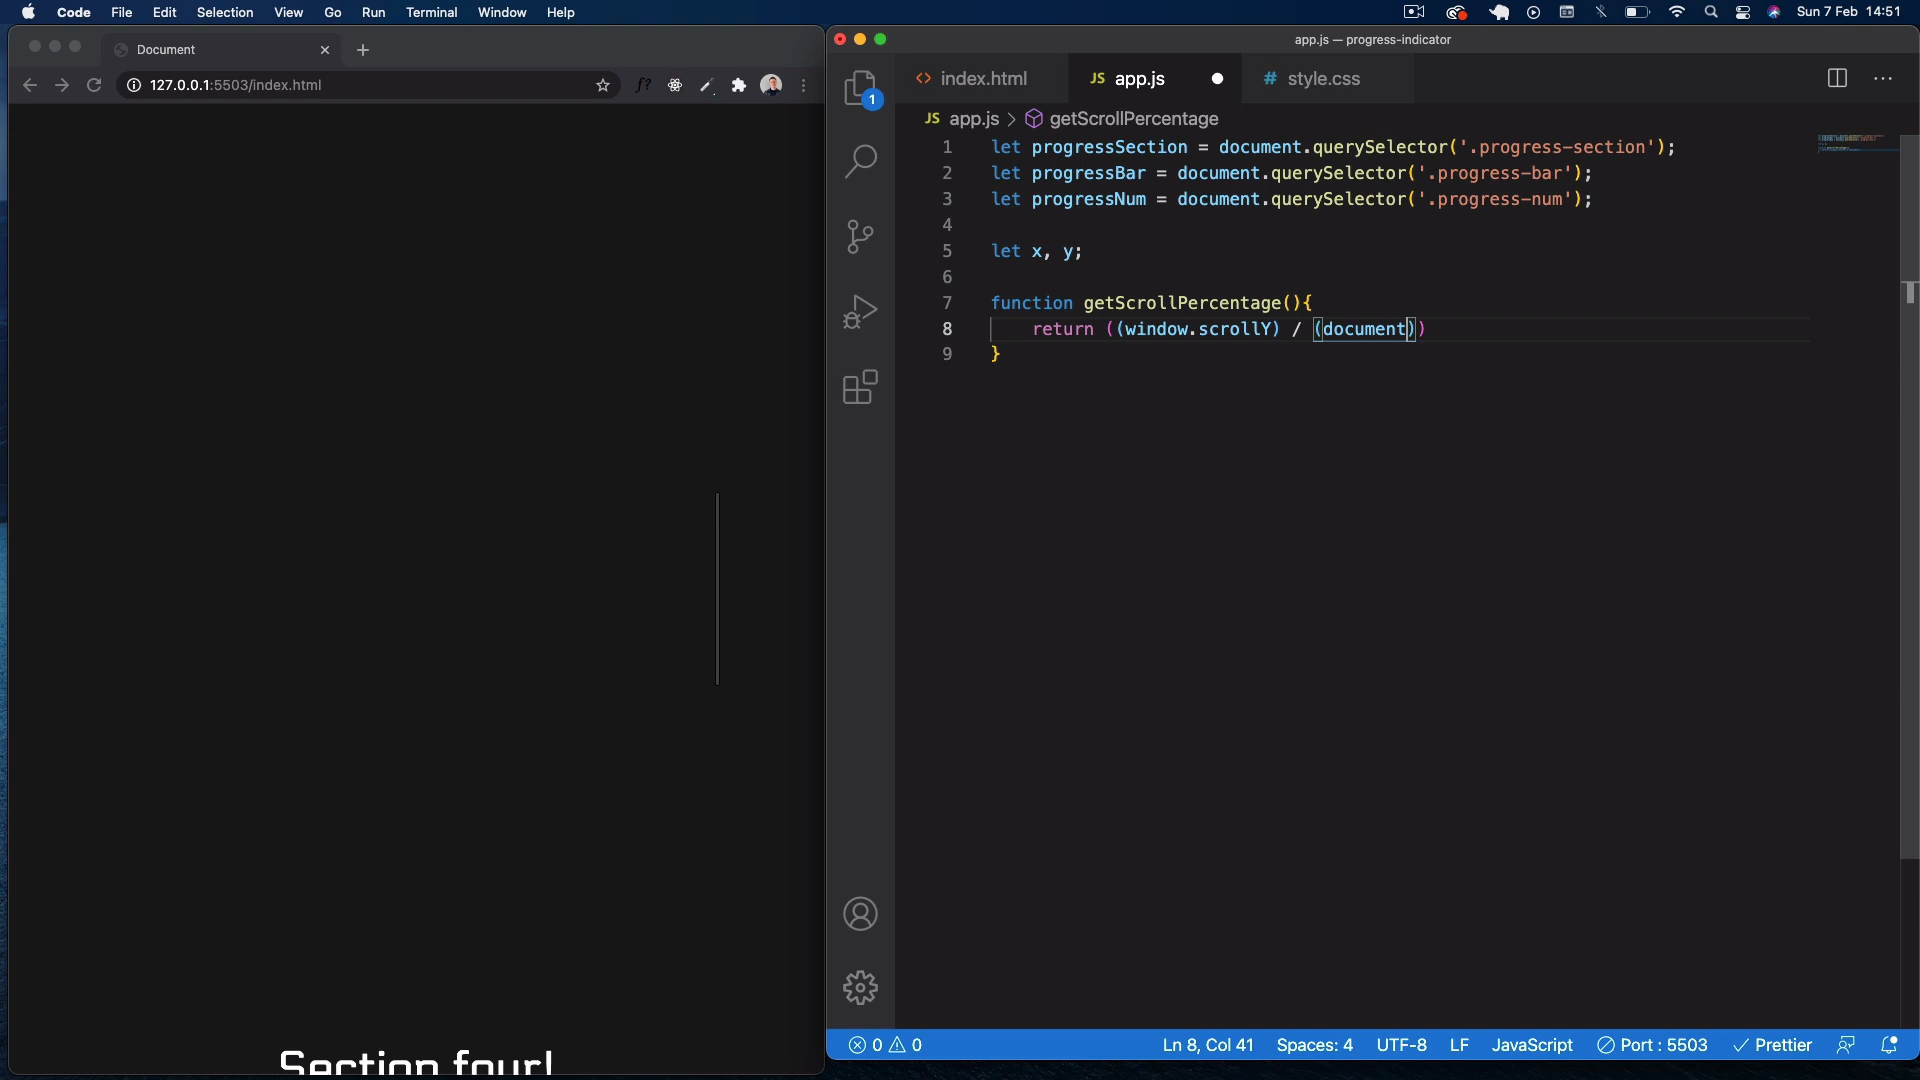 Code File Edit Selection View Go Run Terminal Window Help Sun 7 Feb 14:51
Document
127.0.0.1:5503/index.html
f?
Section four!
app.js — progress-indicator
1
<> index.html JS app.js # style.css
JS app.js > getScrollPercentage
1 let progressSection = document.querySelector('.progress-section');
2 let progressBar = document.querySelector('.progress-bar');
3 let progressNum = document.querySelector('.progress-num');
4
5 let x, y;
6
7 function getScrollPercentage(){
8 return ((window.scrollY) / (document))
9 }
0 0 Ln 8, Col 41 Spaces: 4 UTF-8 LF JavaScript Port : 5503 Prettier